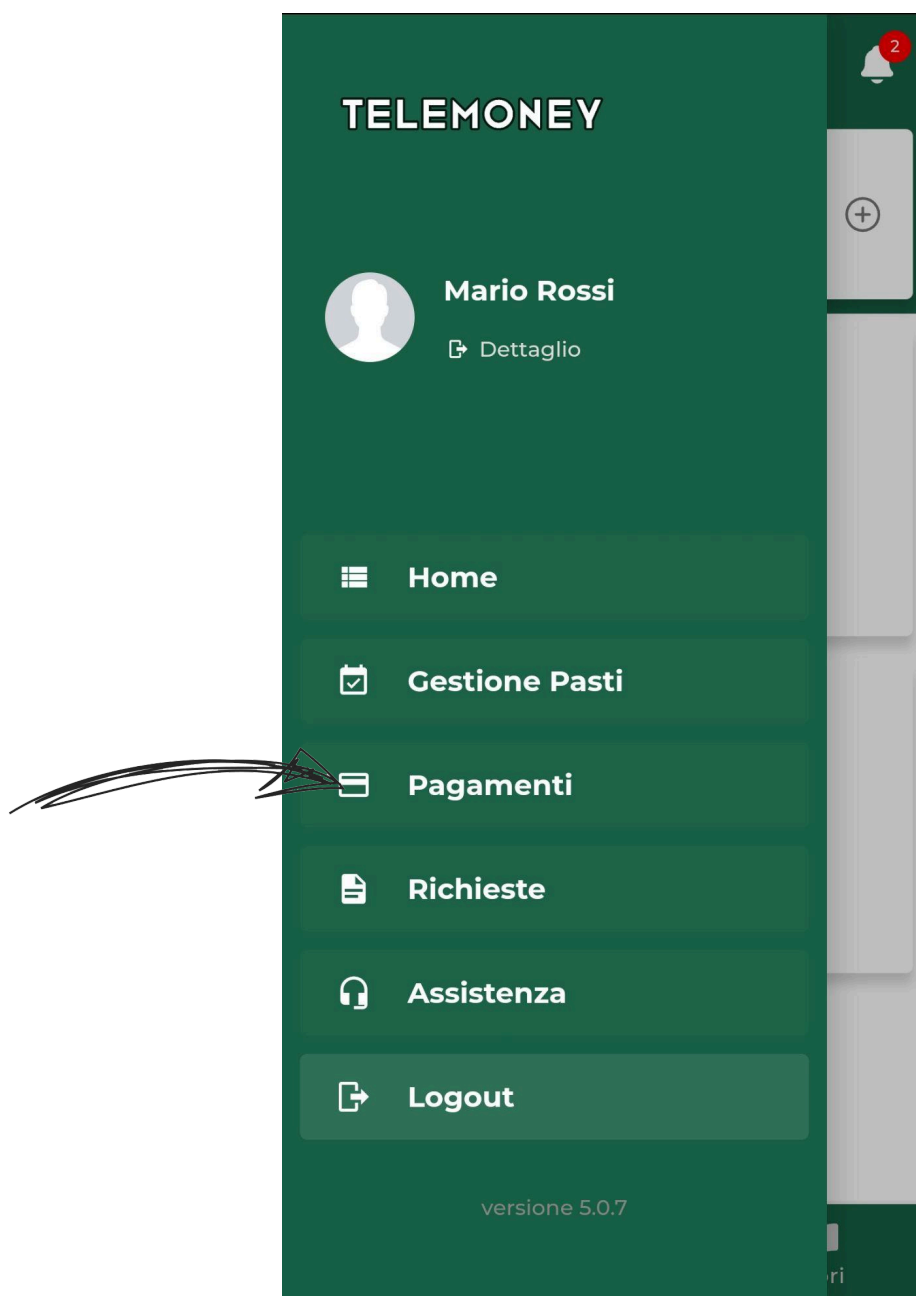 2
TELEMONEY
Mario Rossi
Dettaglio
Home
Gestione Pasti
Pagamenti
Richieste
Assistenza
Logout
versione 5.0.7